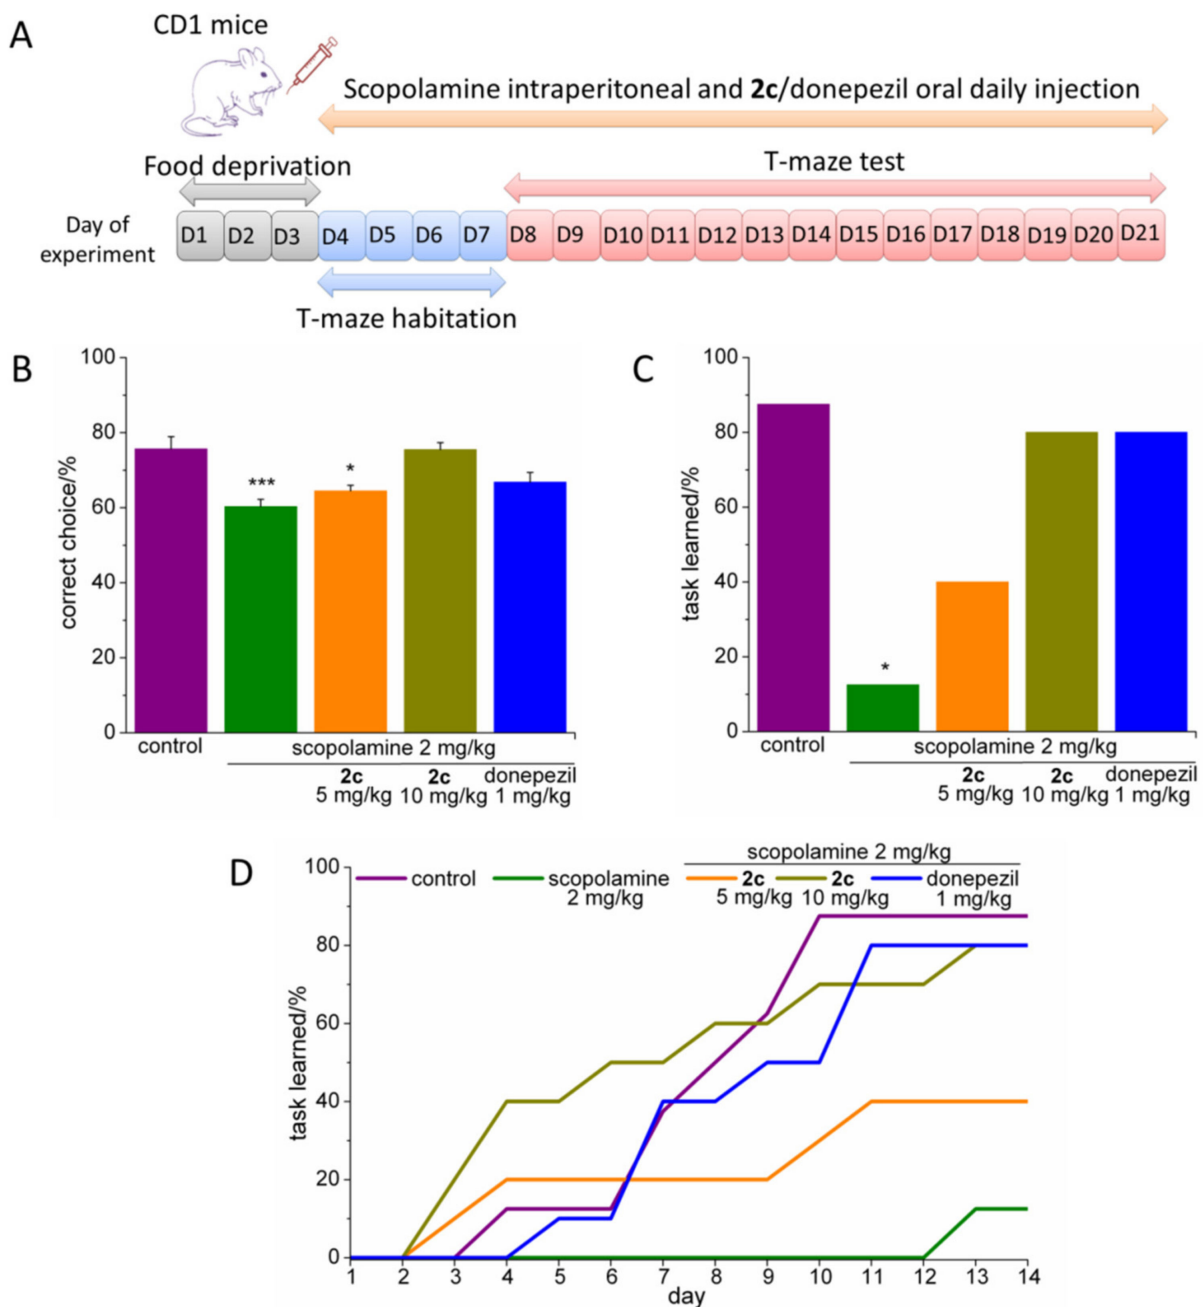 A
CD1 mice
Scopolamine intraperitoneal and 2c/donepezil oral daily injection
Food deprivation
T-maze test
Day of
experiment
D1 D2 D3 D4 D5 D6 D7 D8 D9 D10 D11 D12 D13 D14 D15 D16 D17 D18 D19 D20 D21
T-maze habitation
B
correct choice/%
100
80
60
40
20
0
***
*
control
scopolamine 2 mg/kg
2c 2c donepezil
5 mg/kg 10 mg/kg 1 mg/kg
C
task learned/%
100
80
60
40
20
0
*
control
scopolamine 2 mg/kg
2c 2c donepezil
5 mg/kg 10 mg/kg 1 mg/kg
D
scopolamine 2 mg/kg
control scopolamine 2c 2c donepezil
2 mg/kg 5 mg/kg 10 mg/kg 1 mg/kg
task learned/%
100
80
60
40
20
0
1 2 3 4 5 6 7 8 9 10 11 12 13 14
day